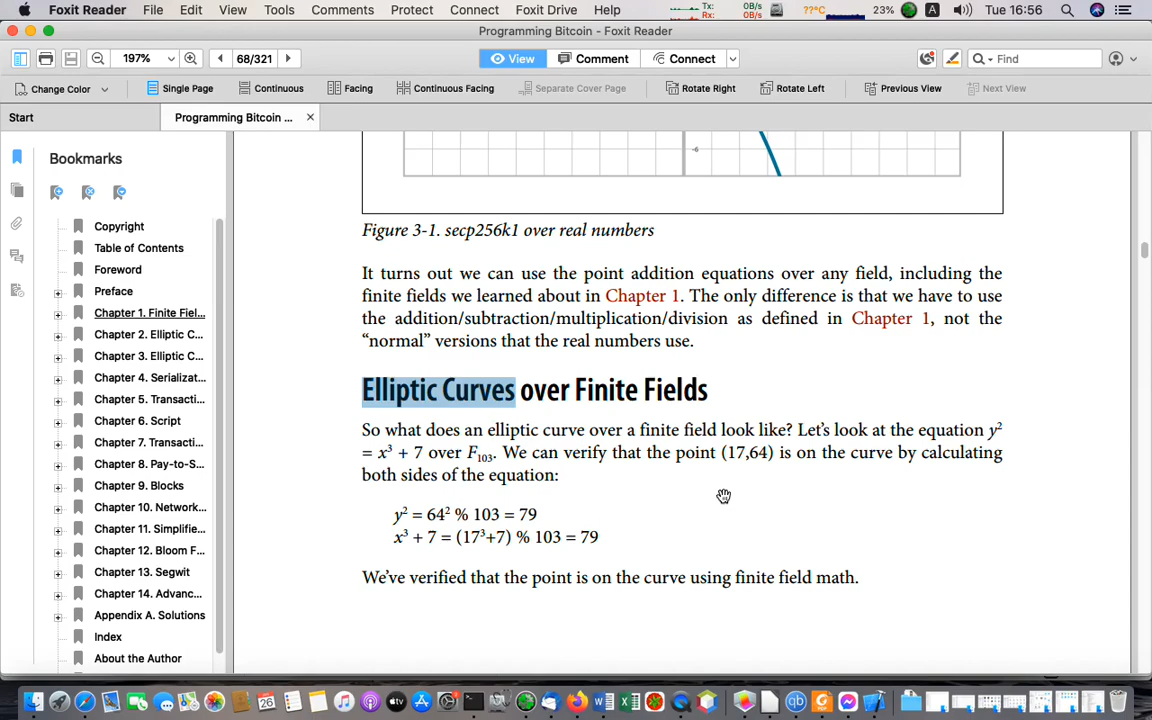 Foxit Reader File Edit View Tools Comments Protect Connect Foxit Drive Help Tx: Rx: 0B/s 0B/s ??°C 23% A Tue 16:56
Programming Bitcoin - Foxit Reader
197% 68/321 View Comment Connect Find
Change Color Single Page Continuous Facing Continuous Facing Separate Cover Page Rotate Right Rotate Left Previous View Next View
Start Programming Bitcoin ...
Bookmarks
Copyright
Table of Contents
Foreword
Preface
Chapter 1. Finite Fiel...
Chapter 2. Elliptic C...
Chapter 3. Elliptic C...
Chapter 4. Serializat...
Chapter 5. Transacti...
Chapter 6. Script
Chapter 7. Transacti...
Chapter 8. Pay-to-S...
Chapter 9. Blocks
Chapter 10. Network...
Chapter 11. Simplifie...
Chapter 12. Bloom F...
Chapter 13. Segwit
Chapter 14. Advanc...
Appendix A. Solutions
Index
About the Author
-6
Figure 3-1. secp256k1 over real numbers
It turns out we can use the point addition equations over any field, including the
finite fields we learned about in Chapter 1. The only difference is that we have to use
the addition/subtraction/multiplication/division as defined in Chapter 1, not the
“normal” versions that the real numbers use.
Elliptic Curves over Finite Fields
So what does an elliptic curve over a finite field look like? Let’s look at the equation y²
= x³ + 7 over F₁₀₃. We can verify that the point (17,64) is on the curve by calculating
both sides of the equation:
y² = 64² % 103 = 79
x³ + 7 = (17³+7) % 103 = 79
We’ve verified that the point is on the curve using finite field math.
26